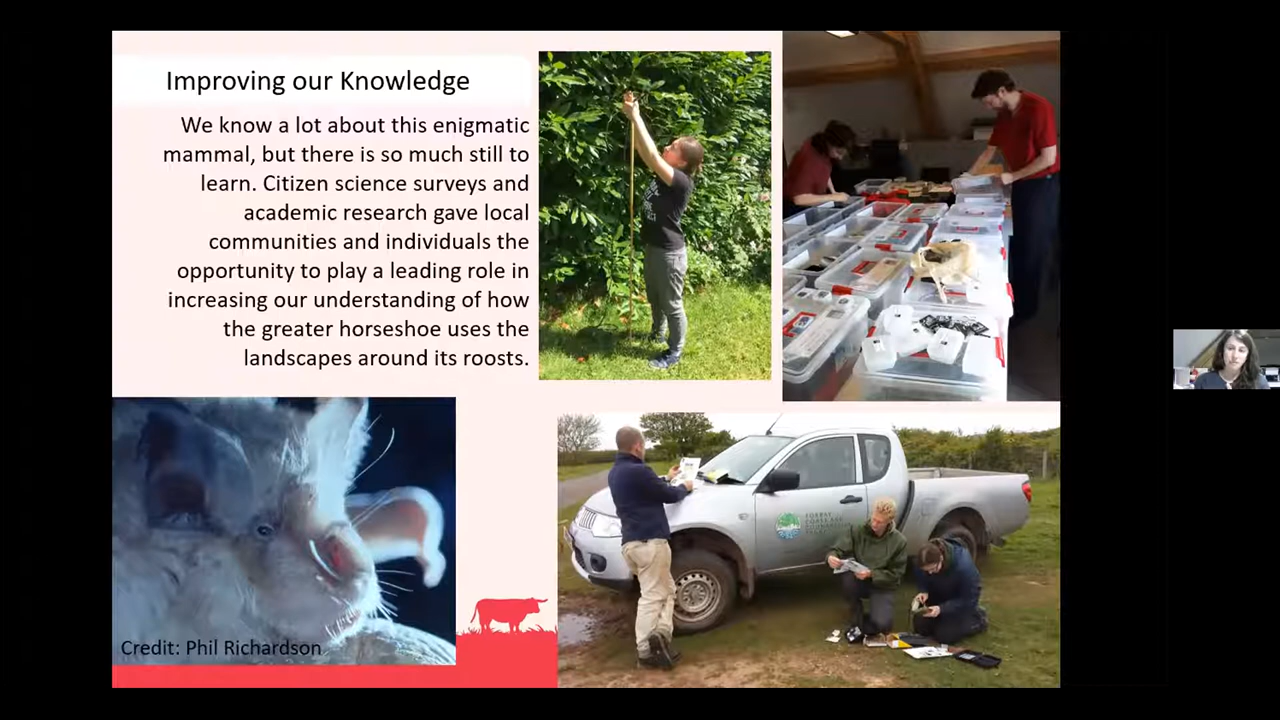 Improving our Knowledge
We know a lot about this enigmatic
mammal, but there is so much still to
learn. Citizen science surveys and
academic research gave local
communities and individuals the
opportunity to play a leading role in
increasing our understanding of how
the greater horseshoe uses the
landscapes around its roosts.
Credit: Phil Richardson